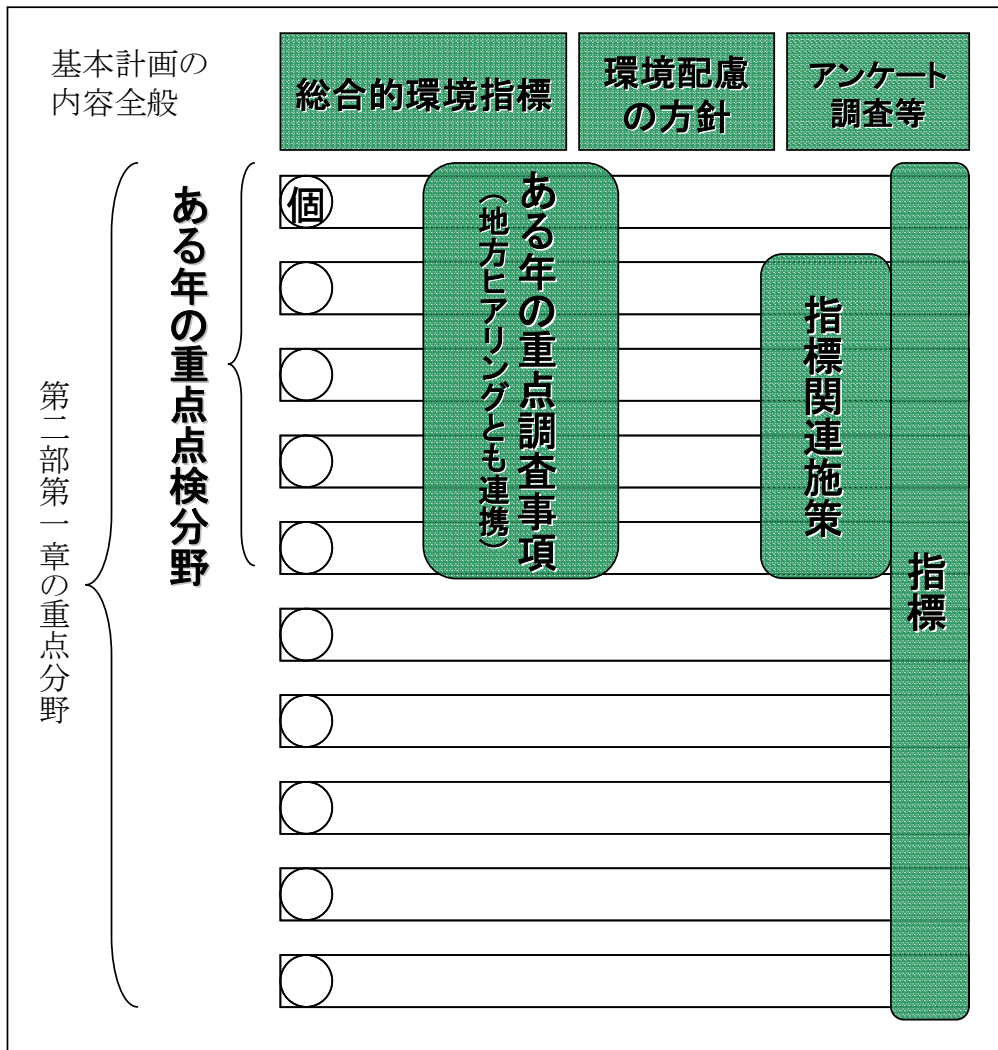 基本計画の
内容全般
総合的環境指標
環境配慮
の方針
アンケート
調査等
第二部第一章の重点分野
ある年の重点点検分野
個
ある年の重点調査事項
（地方ヒアリングとも連携）
指標関連施策
指標